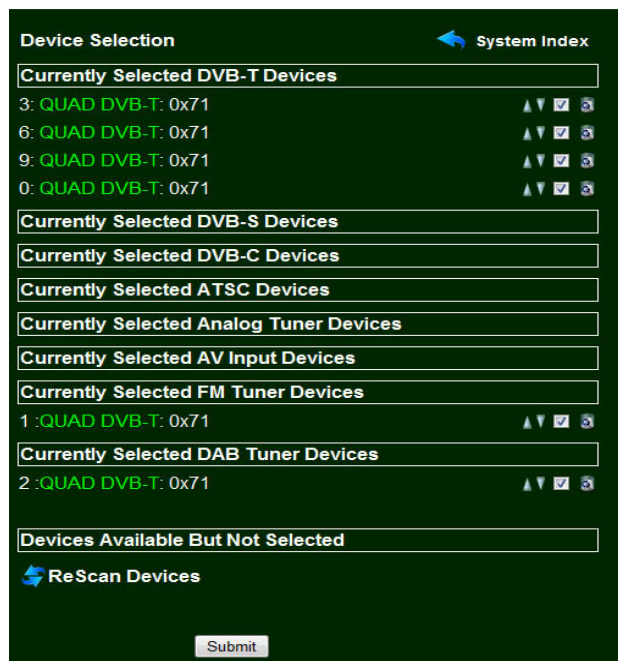 Device Selection System Index
Currently Selected DVB-T Devices
3: QUAD DVB-T: 0x71
6: QUAD DVB-T: 0x71
9: QUAD DVB-T: 0x71
0: QUAD DVB-T: 0x71
Currently Selected DVB-S Devices
Currently Selected DVB-C Devices
Currently Selected ATSC Devices
Currently Selected Analog Tuner Devices
Currently Selected AV Input Devices
Currently Selected FM Tuner Devices
1 :QUAD DVB-T: 0x71
Currently Selected DAB Tuner Devices
2 :QUAD DVB-T: 0x71
Devices Available But Not Selected
ReScan Devices
Submit